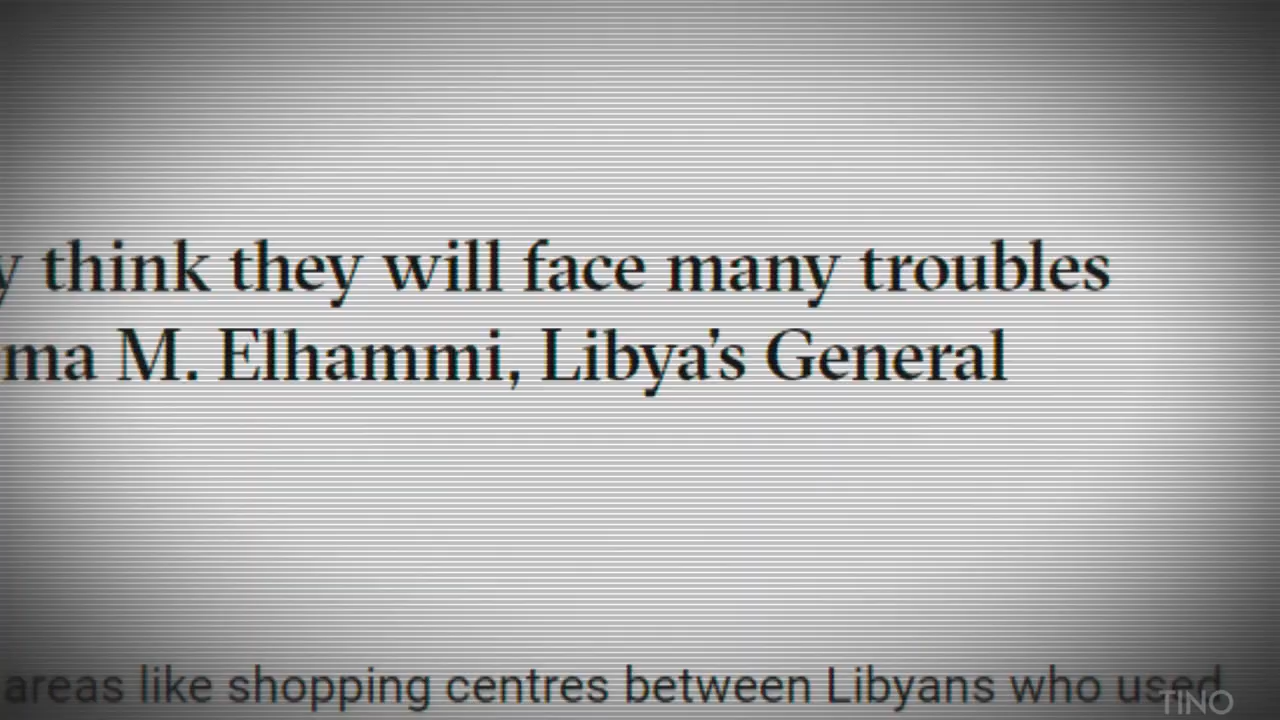 y think they will face many troubles
ma M. Elhammi, Libya's General
areas like shopping centres between Libyans who used
TINO